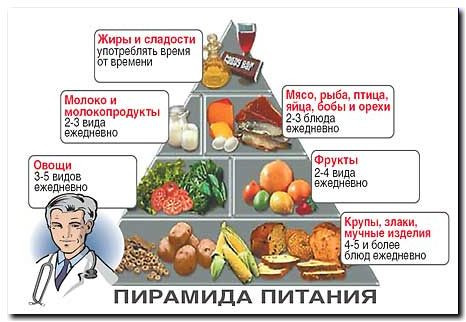 Жиры и сладости
употреблять время
от времени
Молоко и
молокопродукты
2-3 вида
ежедневно
Мясо, рыба, птица,
яйца, бобы и орехи
2-3 блюда
ежедневно
Овощи
3-5 видов
ежедневно
Фрукты
2-4 вида
ежедневно
Крупы, злаки,
мучные изделия
4-5 и более
блюд ежедневно
ПИРАМИДА ПИТАНИЯ